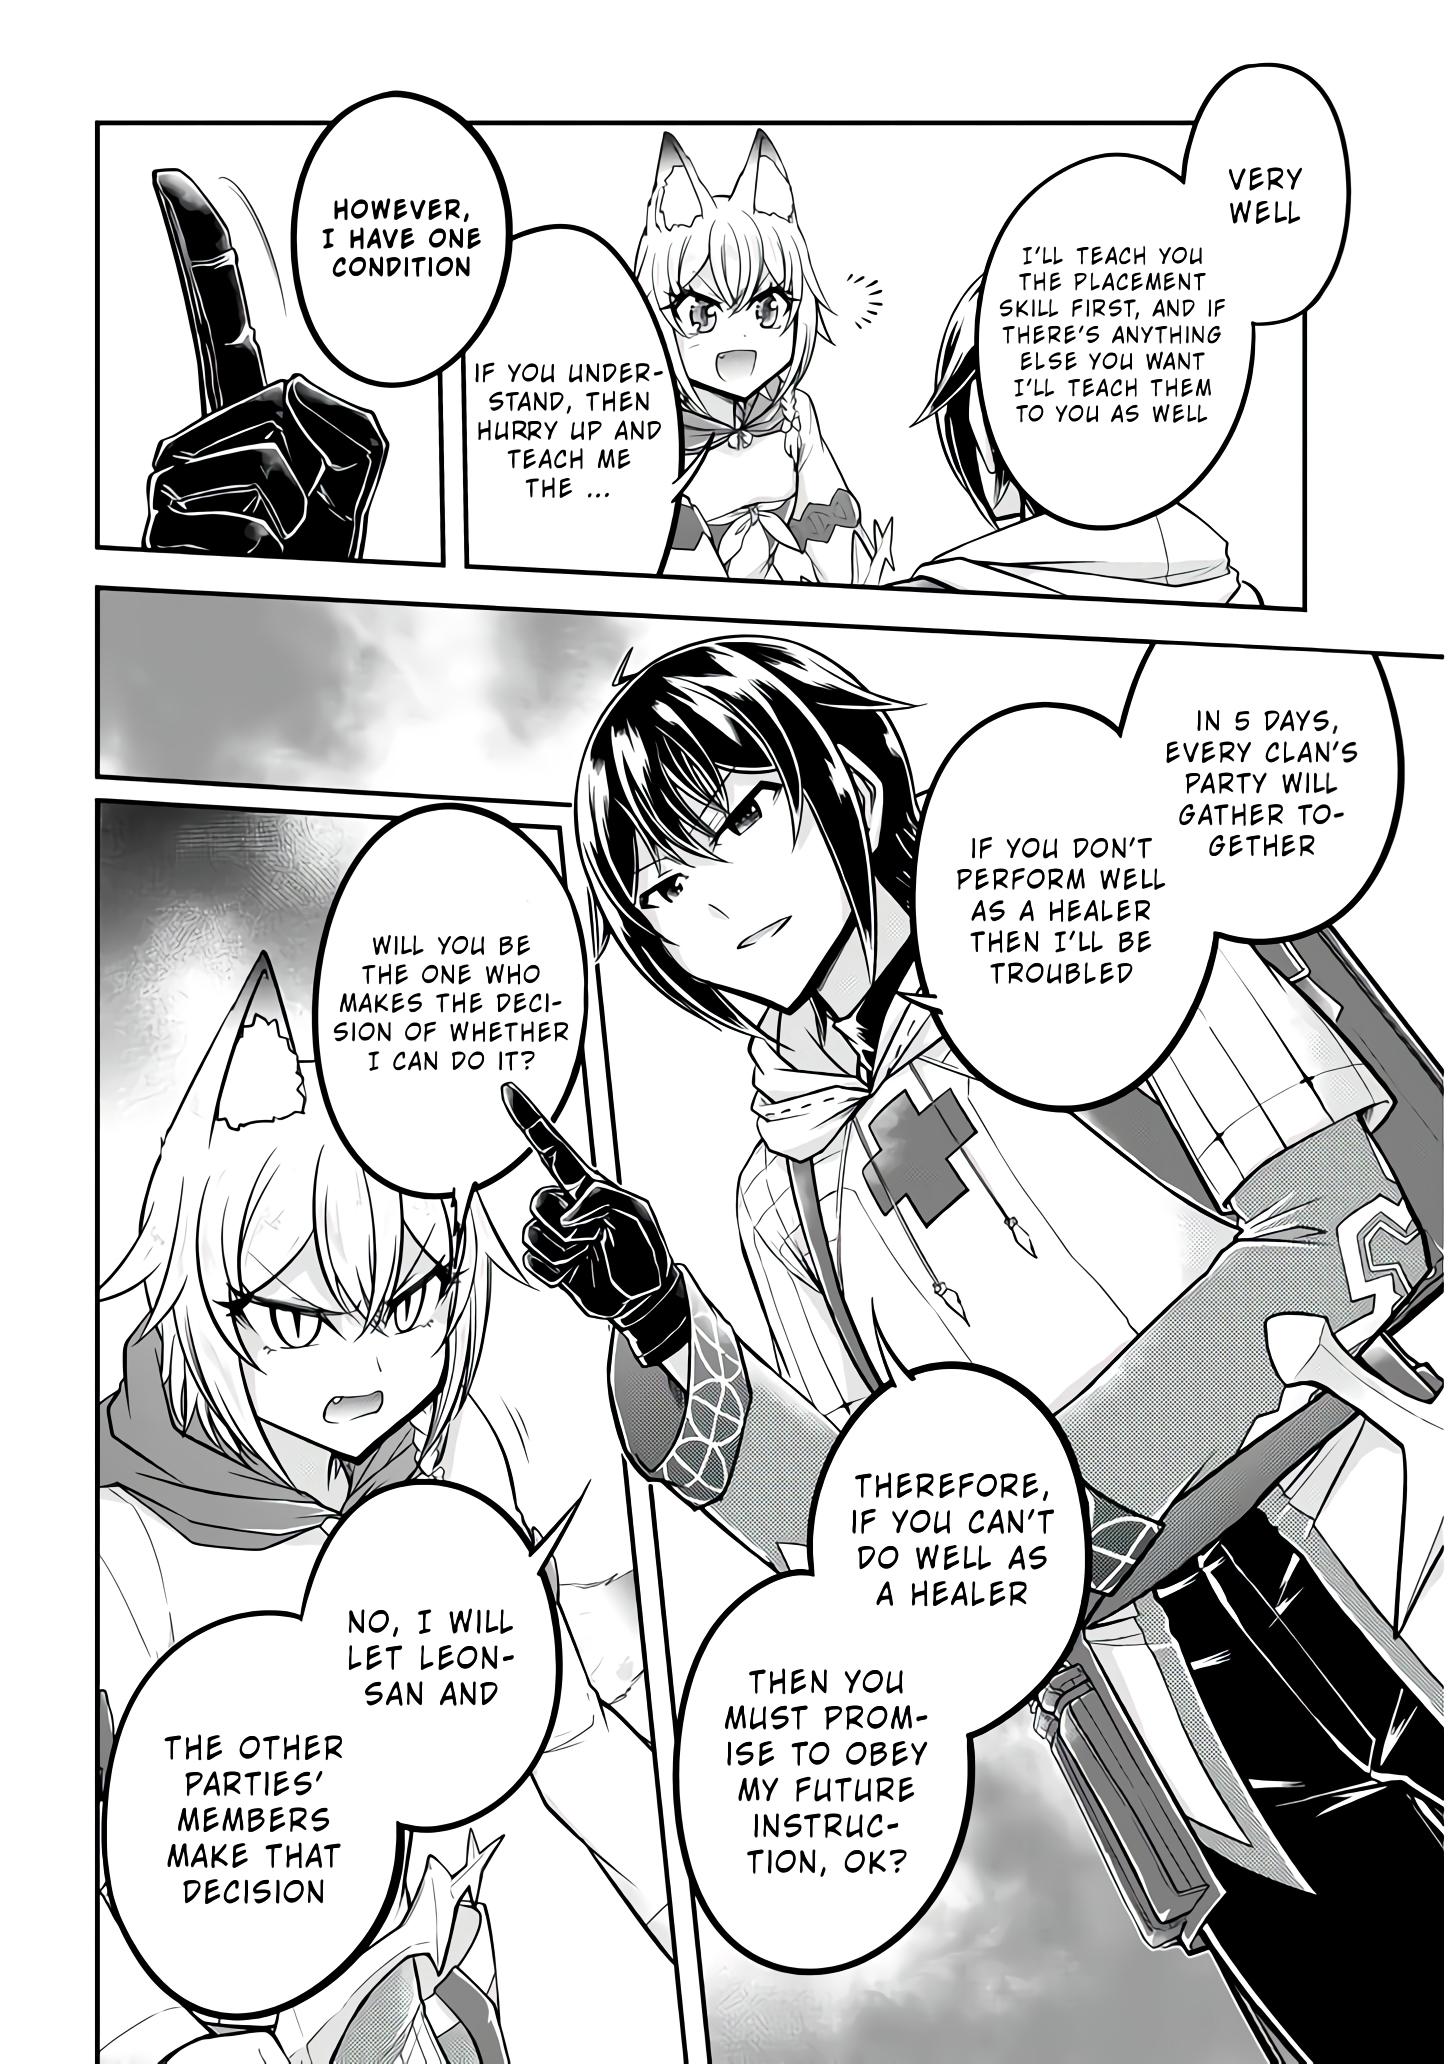 VERY
WELL
I'LL TEACH YOU
THE PLACEMENT
SKILL FIRST, AND IF
THERE'S ANYTHING
ELSE YOU WANT
I'LL TEACH THEM
TO YOU AS WELL
IF YOU UNDER-
STAND, THEN
HURRY UP AND
TEACH ME
THE ...
HOWEVER,
I HAVE ONE
CONDITION
IN 5 DAYS,
EVERY CLAN'S
PARTY WILL
GATHER TO-
GETHER
IF YOU DON'T
PERFORM WELL
AS A HEALER
THEN I'LL BE
TROUBLED
THEREFORE,
IF YOU CAN'T
DO WELL AS
A HEALER
THEN YOU
MUST PROM-
ISE TO OBEY
MY FUTURE
INSTRUC-
TION, OK?
WILL YOU BE
THE ONE WHO
MAKES THE DECI-
SION OF WHETHER
I CAN DO IT?
NO, I WILL
LET LEON-
SAN AND
THE OTHER
PARTIES'
MEMBERS
MAKE THAT
DECISION